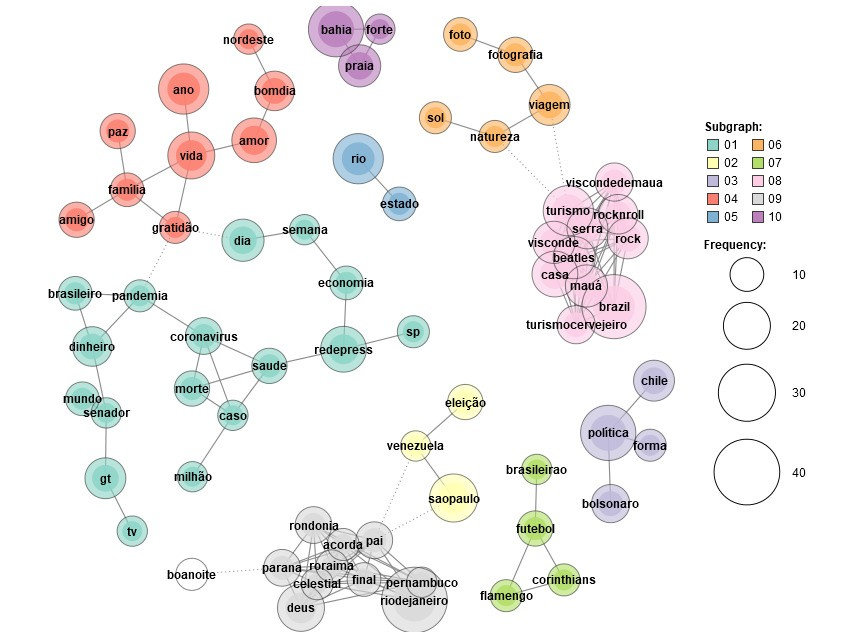 bahia
forte
praia
nordeste
ano
bomdia
paz
vida
amor
família
amigo
gratidão
foto
fotografia
viagem
sol
natureza
rio
estado
dia
semana
economia
brasileiro
pandemia
coronavirus
dinheiro
redepress
sp
saude
mundo
morte
senador
caso
gt
milhão
tv
viscondedemaua
turismo
rocknroll
serra
visconde
rock
beatles
casa
mauá
brazil
turismocervejeiro
eleição
venezuela
saopaulo
chile
política
forma
bolsonaro
brasileirao
futebol
flamengo
corinthians
rondonia
acorda
pai
boanoite
parana
roraima
celestial
final
pernambuco
deus
riodejaneiro
Subgraph:
01 06
02 07
03 08
04 09
05 10
Frequency:
10
20
30
40